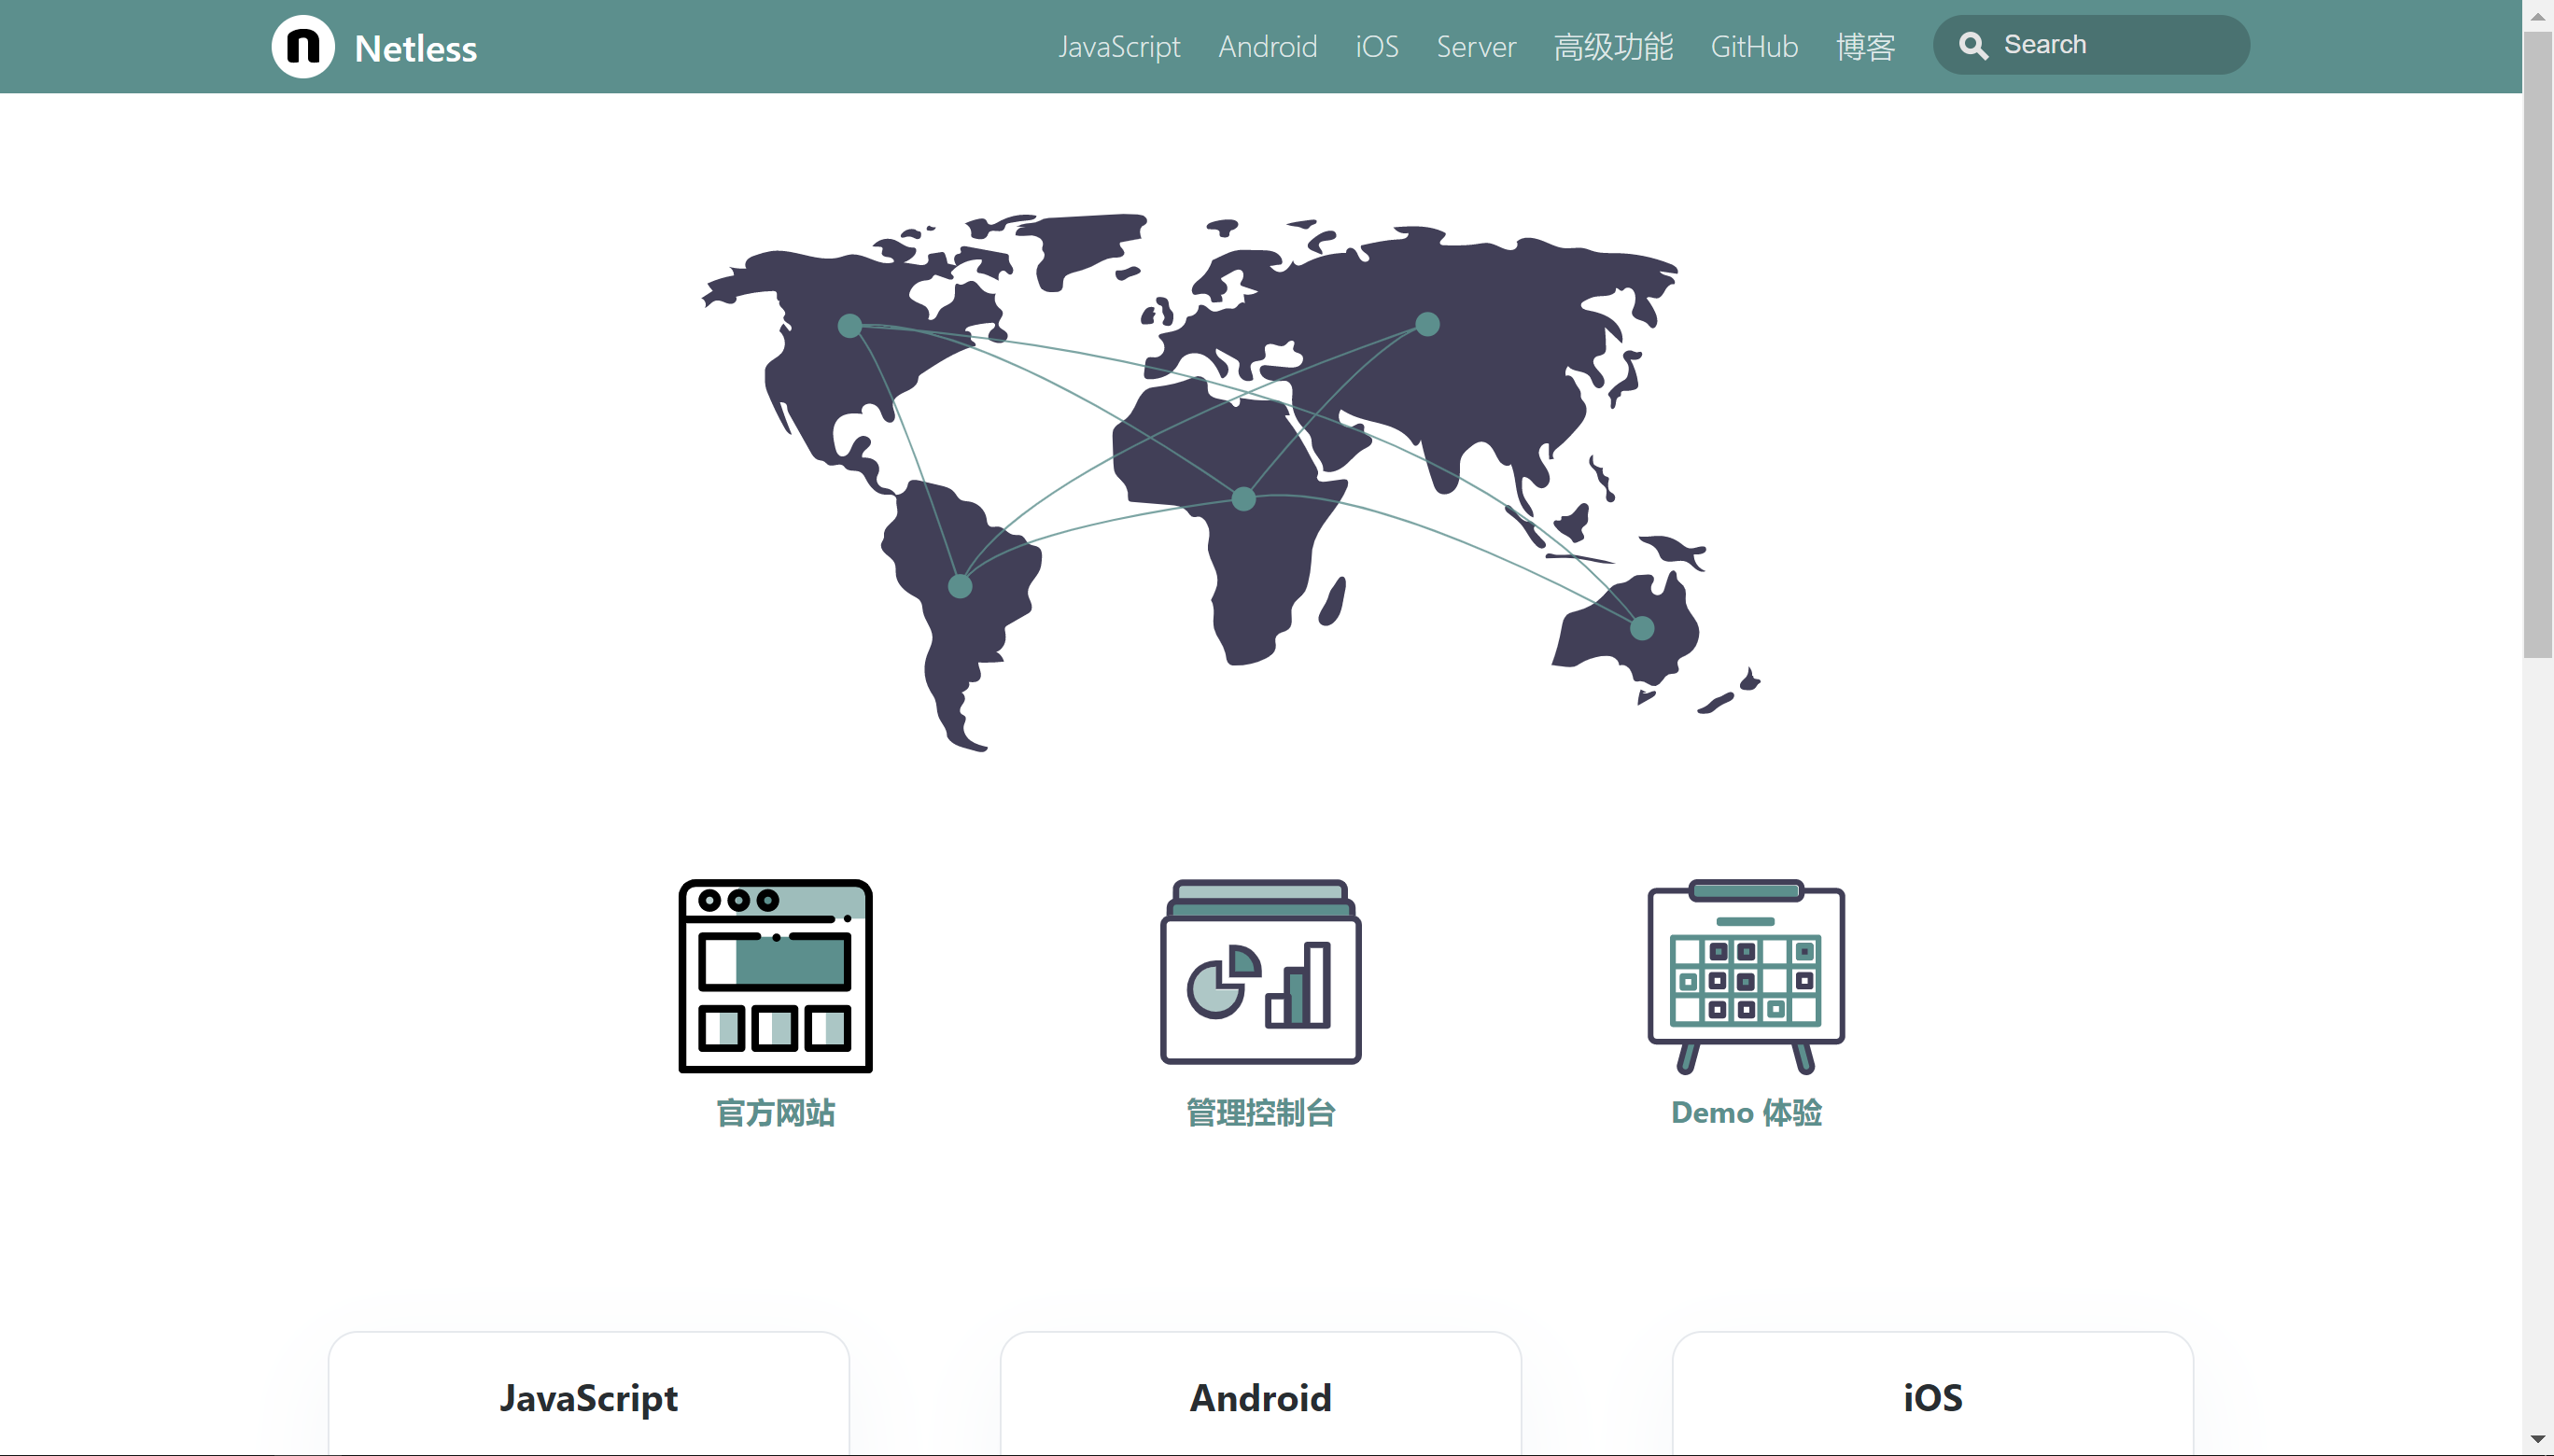 n Netless
JavaScript Android iOS Server 高级功能 GitHub 博客 Search
官方网站 管理控制台 Demo 体验
JavaScript Android iOS